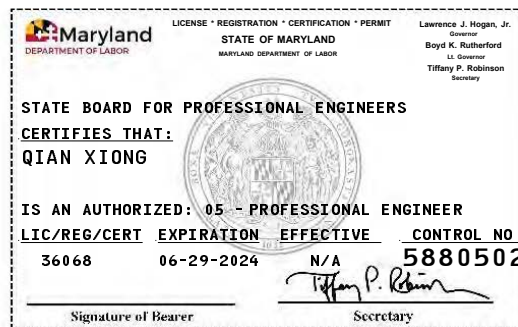 Maryland
DEPARTMENT OF LABOR
LICENSE * REGISTRATION * CERTIFICATION * PERMIT
STATE OF MARYLAND
MARYLAND DEPARTMENT OF LABOR
Lawrence J. Hogan, Jr.
Governor
Boyd K. Rutherford
Lt. Governor
Tiffany P. Robinson
Secretary
STATE BOARD FOR PROFESSIONAL ENGINEERS
CERTIFIES THAT:
QIAN XIONG
IS AN AUTHORIZED: 05 - PROFESSIONAL ENGINEER
LIC/REG/CERT EXPIRATION EFFECTIVE CONTROL NO
36068 06-29-2024 N/A 5880502
Tiffany P. Robinson
Signature of Bearer Secretary